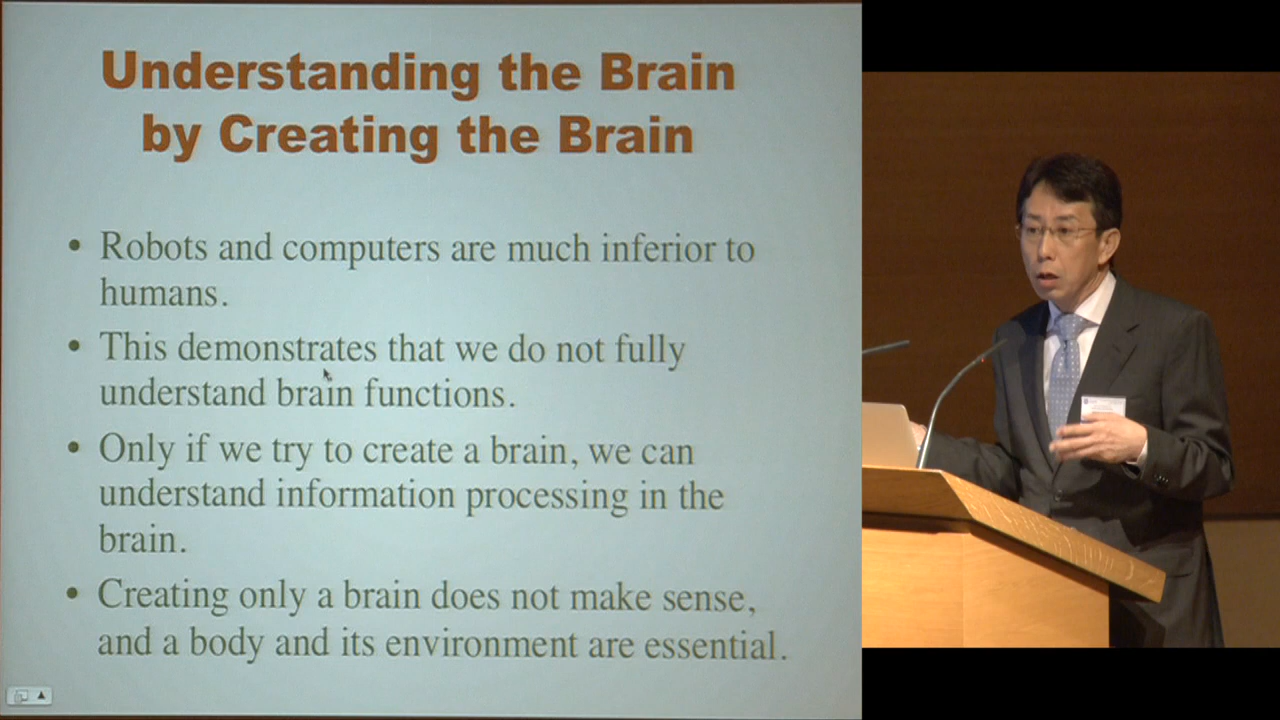 Understanding the Brain
by Creating the Brain
• Robots and computers are much inferior to
humans.
• This demonstrates that we do not fully
understand brain functions.
• Only if we try to create a brain, we can
understand information processing in the
brain.
• Creating only a brain does not make sense,
and a body and its environment are essential.